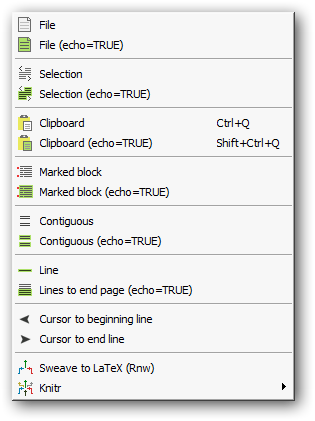 File
File (echo=TRUE)
Selection
Selection (echo=TRUE)
Clipboard Ctrl+Q
Clipboard (echo=TRUE) Shift+Ctrl+Q
Marked block
Marked block (echo=TRUE)
Contiguous
Contiguous (echo=TRUE)
Line
Lines to end page (echo=TRUE)
Cursor to beginning line
Cursor to end line
Sweave to LaTeX (Rnw)
Knitr